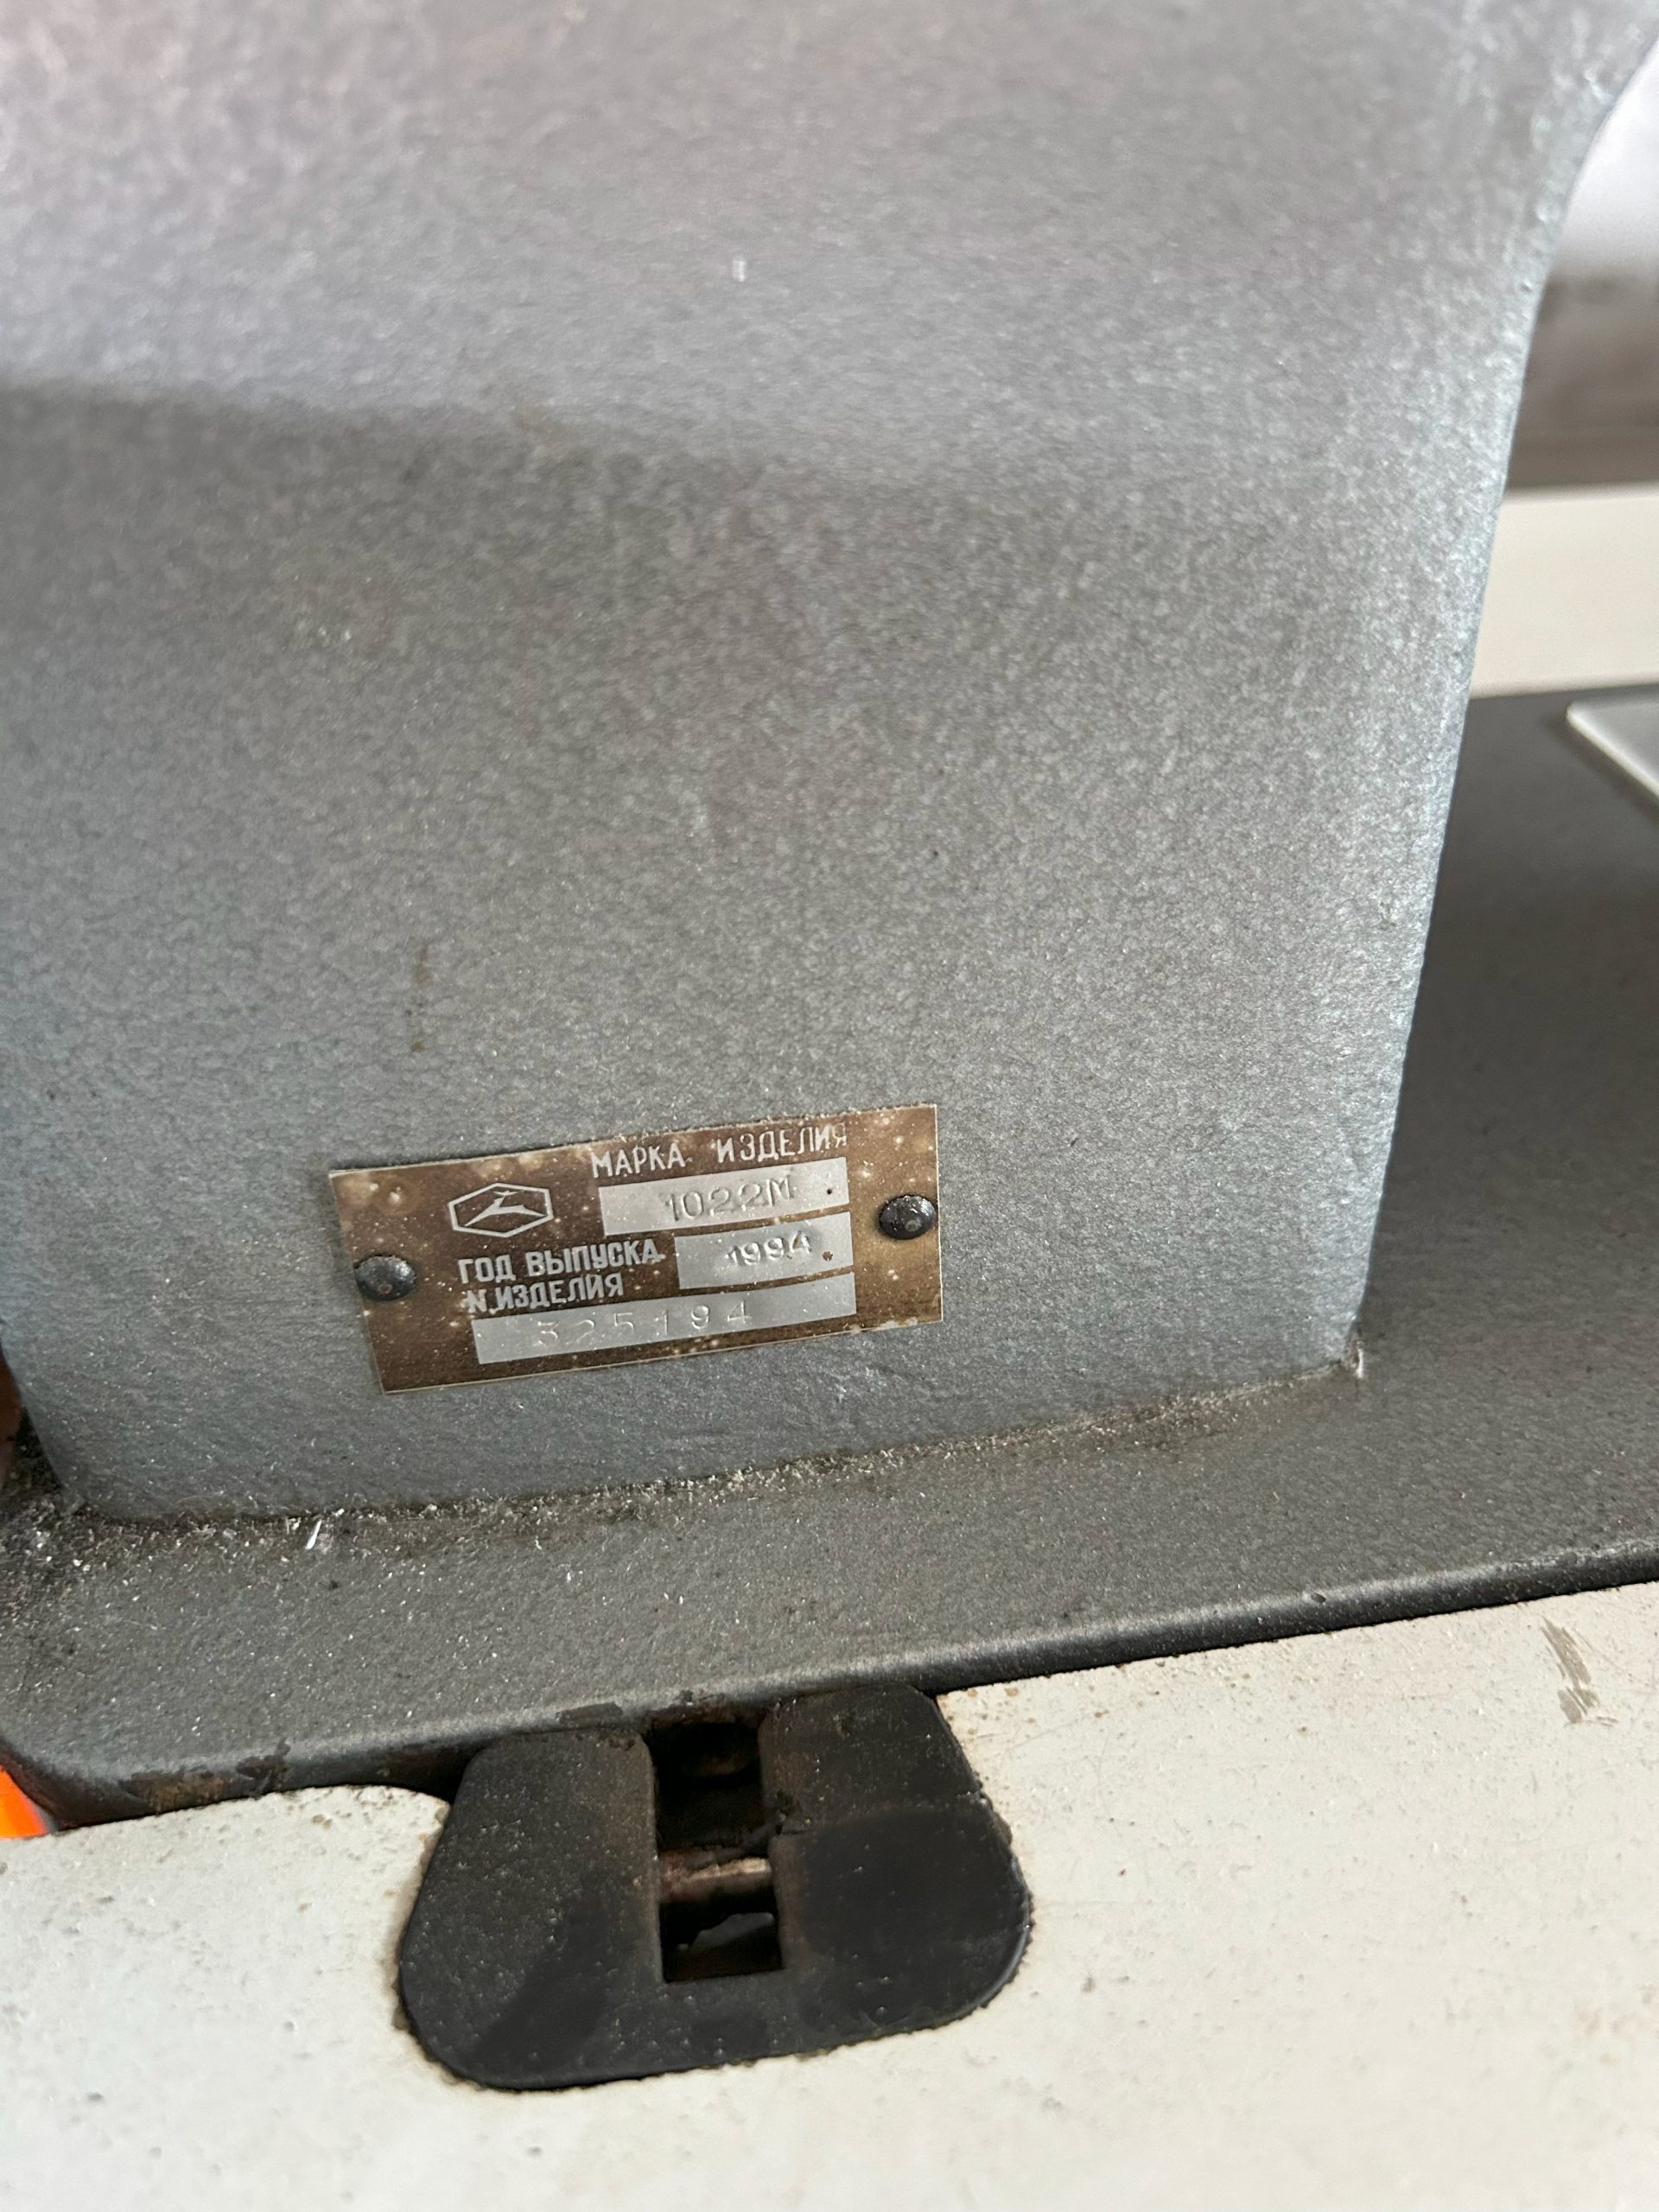 МАРКА ИЗДЕЛИЯ
1022М
ГОД ВЫПУСКА 1994
N ИЗДЕЛИЯ
325194